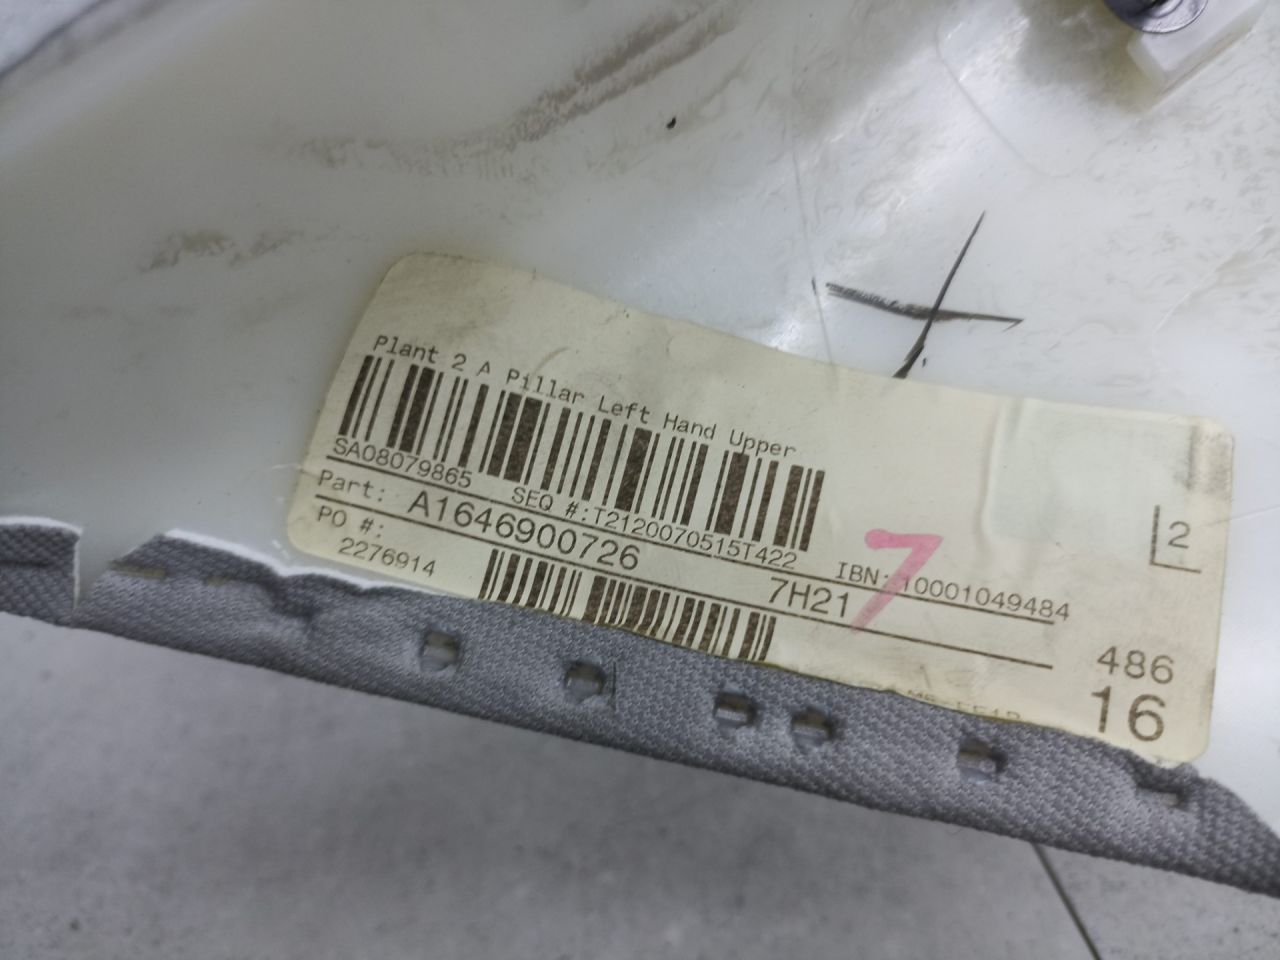 Plant 2 A Pillar Left Hand Upper
SA08079865 SEQ #:T2120070515T422 IBN: 10001049484
Part: A1646900726 7H21
PO #:
2276914
7
2
486
16